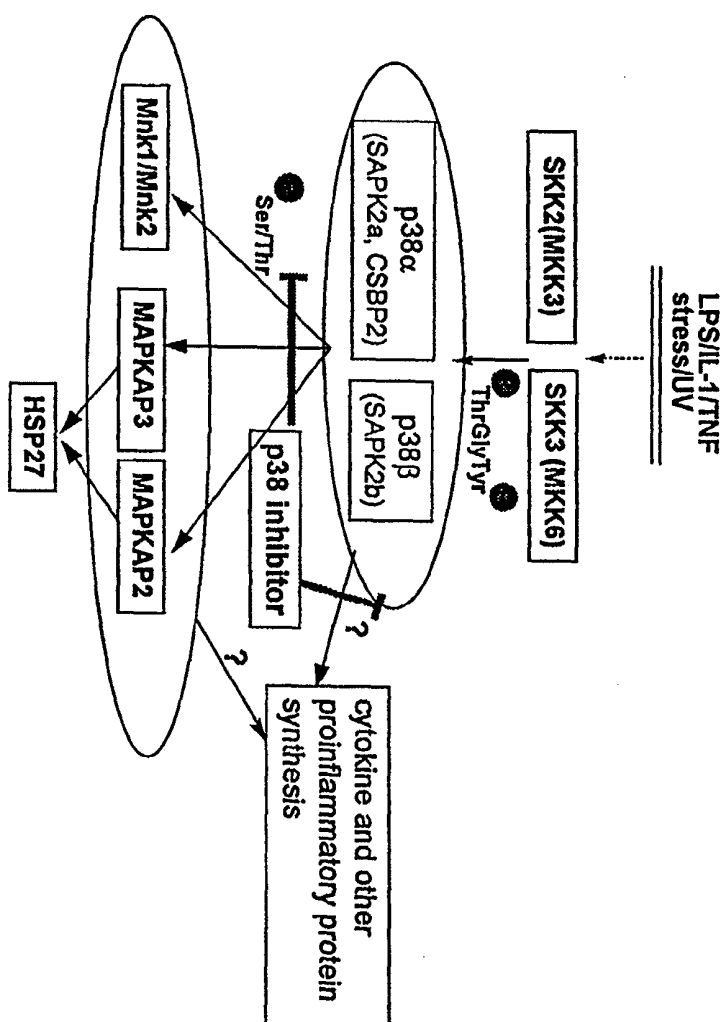 LPS/IL-1/TNF
stress/UV
SKK2(MKK3)
SKK3 (MKK6)
ThrGlyTyr
p38α
(SAPK2a, CSBP2)
p38β
(SAPK2b)
Ser/Thr
p38 inhibitor
?
?
cytokine and other
proinflammatory protein
synthesis
Mnk1/Mnk2
MAPKAP3
MAPKAP2
HSP27